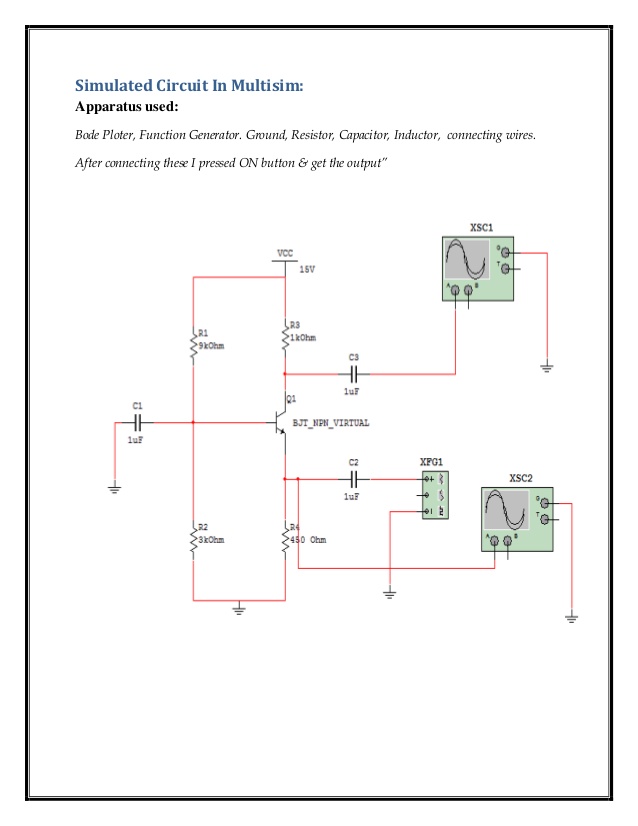 Simulated Circuit In Multisim:
Apparatus used:
Bode Ploter, Function Generator. Ground, Resistor, Capacitor, Inductor, connecting wires.
After connecting these I pressed ON button & get the output”
XSC1
G
T
A B
VCC
15V
R1
9kOhm
R3
1kOhm
C3
1uF
C1
1uF
Q1
BJT_NPN_VIRTUAL
C2
1uF
XFG1
XSC2
G
T
A B
R2
3kOhm
R4
450 Ohm